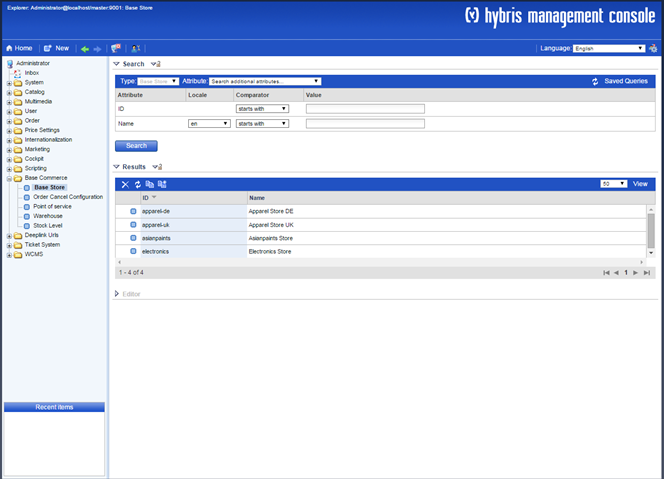 Explorer: Administrator@localhost/master:9001: Base Store
hybris management console
Home New Language: English
Administrator
Inbox
System
Catalog
Multimedia
User
Order
Price Settings
Internationalization
Marketing
Cockpit
Scripting
Base Commerce
Base Store
Order Cancel Configuration
Point of service
Warehouse
Stock Level
Deeplink Urls
Ticket System
WCMS
Recent items
Search
Type: Base Store Attribute: Search additional attributes... Saved Queries
Attribute Locale Comparator Value
ID starts with
Name en starts with
Search
Results
50 View
ID Name
apparel-de Apparel Store DE
apparel-uk Apparel Store UK
asianpaints Asianpaints Store
electronics Electronics Store
1 - 4 of 4 1
Editor